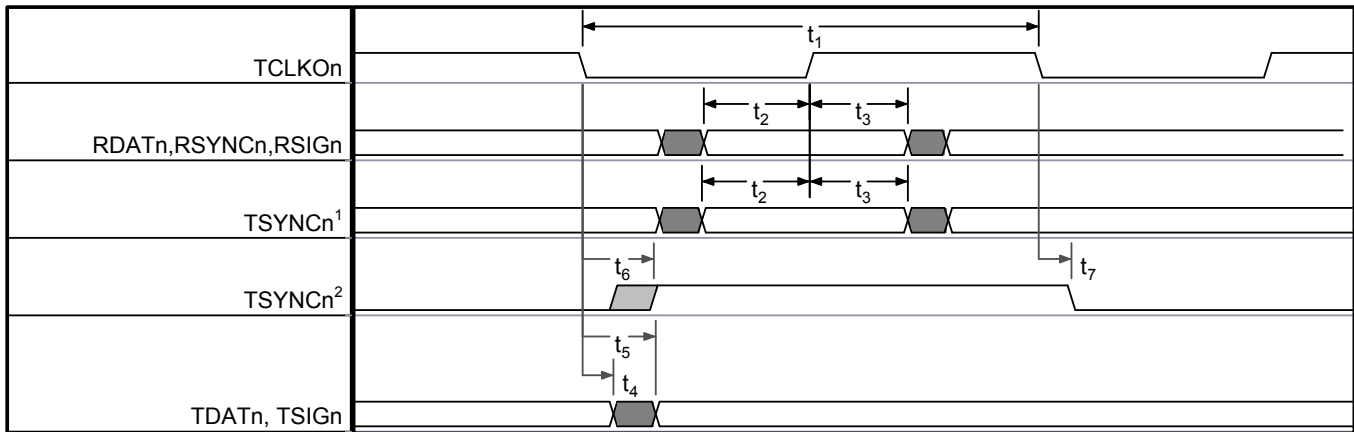 t₁
TCLKOn
t₂ t₃
RDATn,RSYNCn,RSIGn
t₂ t₃
TSYNCn¹
t₆ t₇
TSYNCn²
t₅
t₄
TDATn, TSIGn